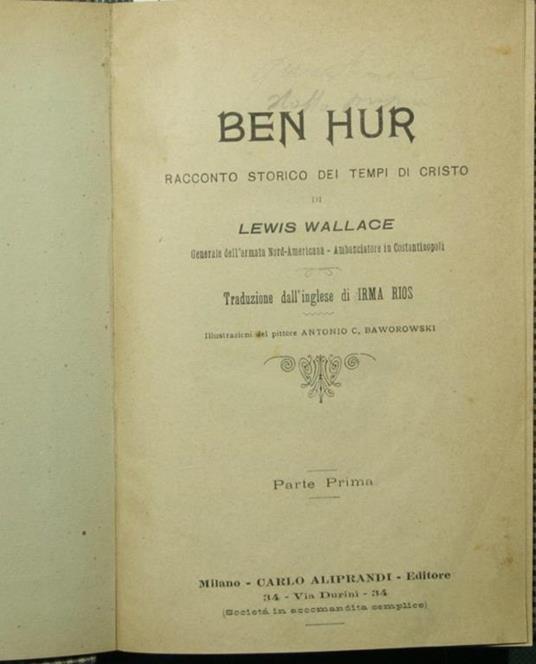 BEN HUR
RACCONTO STORICO DEI TEMPI DI CRISTO
DI
LEWIS WALLACE
Generale dell'armata Nord-Americana - Ambasciatore in Costantinopoli
Traduzione dall'inglese di IRMA RIOS
Illustrazioni del pittore ANTONIO C. BAWOROWSKI
Parte Prima
Milano - CARLO ALIPRANDI - Editore
34 - Via Durini - 34
(Società in accomandita semplice)